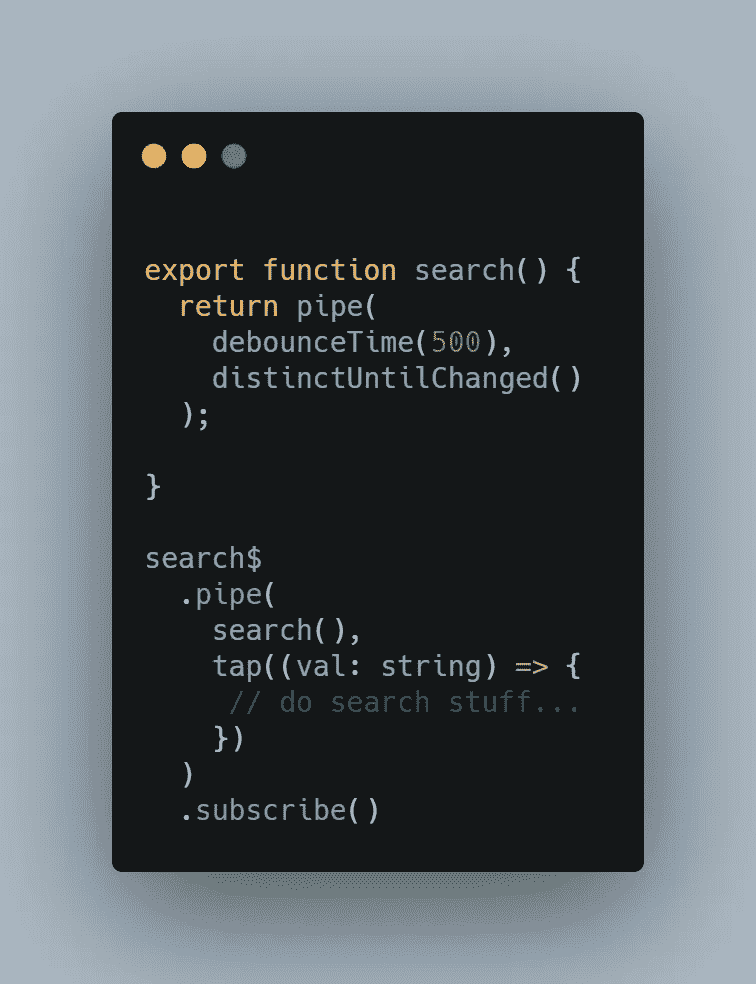 export function search() {
  return pipe(
    debounceTime(500),
    distinctUntilChanged()
  );
}
search$
  .pipe(
    search(),
    tap((val: string) => {
     // do search stuff...
    })
  )
  .subscribe()